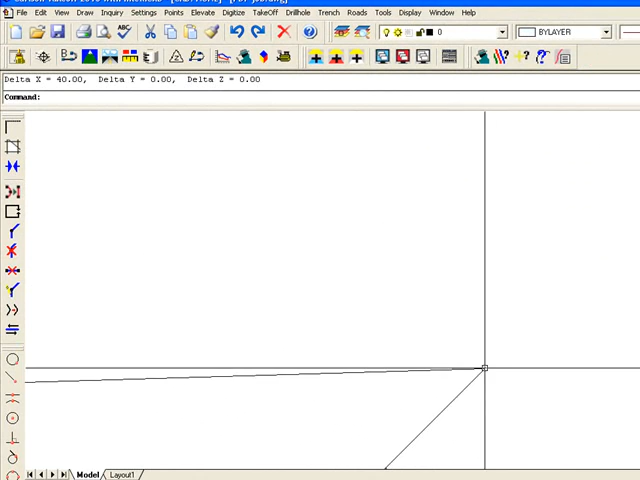 File Edit View Draw Inquiry Settings Points Elevate Digitize TakeOff Drillhole Trench Roads Tools Display Window Help
0 BYLAYER
Delta X = 40.00, Delta Y = 0.00, Delta Z = 0.00
Command:
Model Layout1